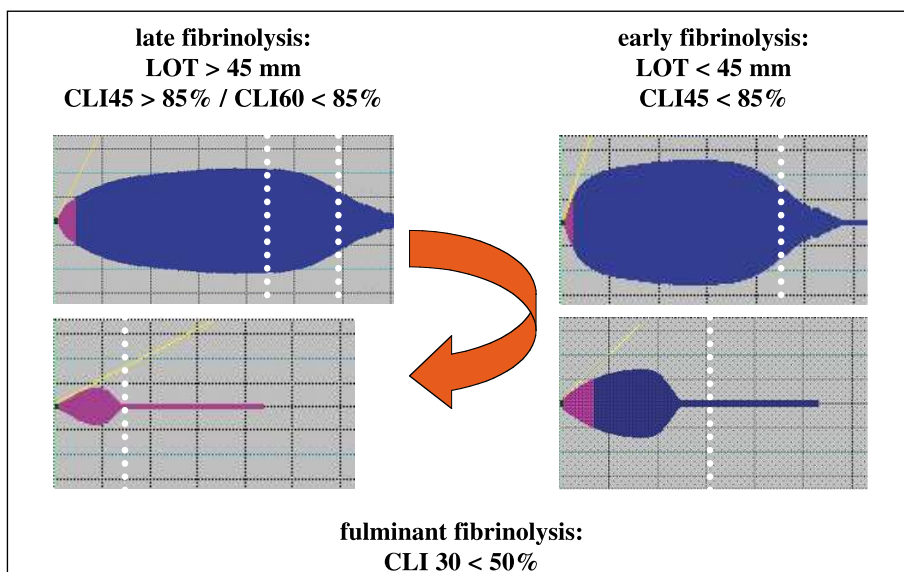 late fibrinolysis:
LOT > 45 mm
CLI45 > 85% / CLI60 < 85%
early fibrinolysis:
LOT < 45 mm
CLI45 < 85%
fulminant fibrinolysis:
CLI 30 < 50%